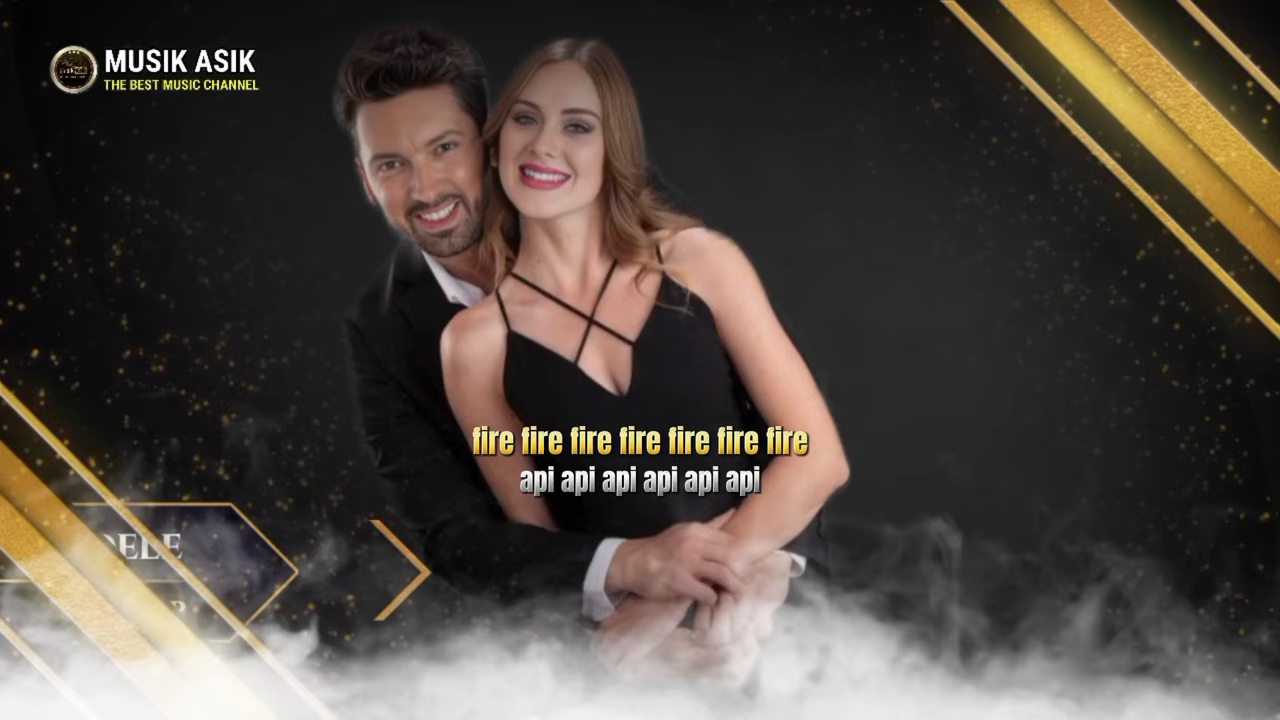 MUSIK ASIK
THE BEST MUSIC CHANNEL
fire fire fire fire fire fire fire
api api api api api api